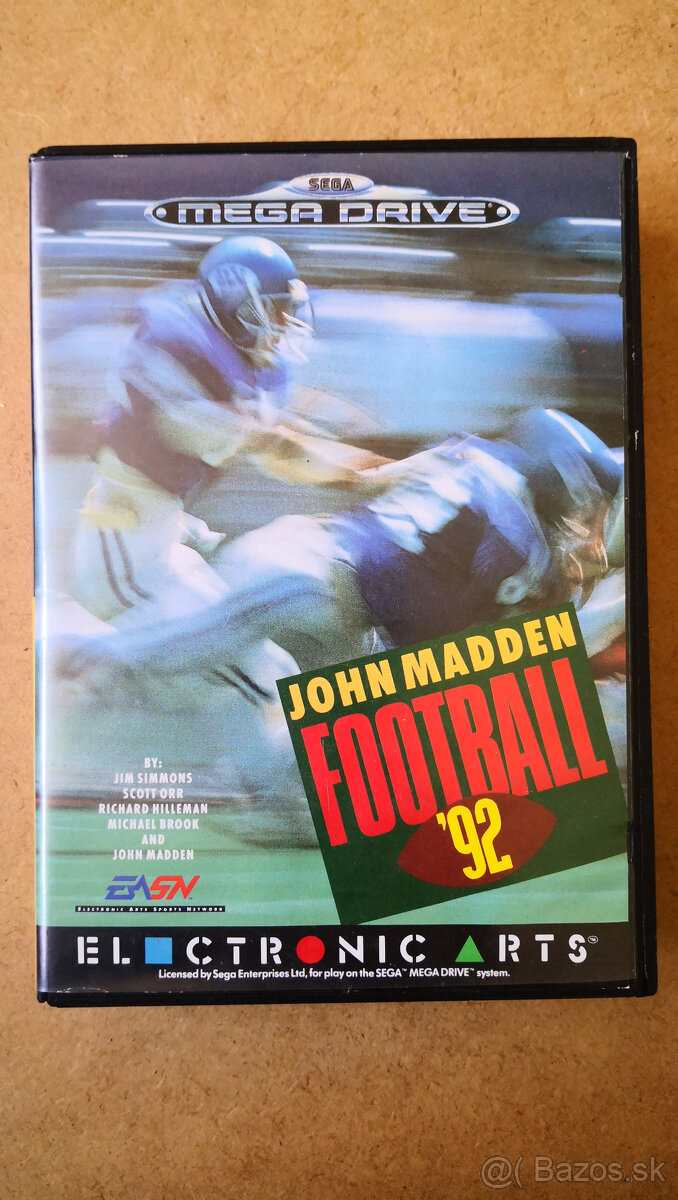 SEGA
MEGA DRIVE
JOHN MADDEN
FOOTBALL
'92
BY:
JIM SIMMONS
SCOTT ORR
RICHARD HILLEMAN
MICHAEL BROOK
AND
JOHN MADDEN
EASN™
ELECTRONIC ARTS SPORTS NETWORK
ELECTRONIC ARTS™
Licensed by Sega Enterprises Ltd, for play on the SEGA™ MEGA DRIVE™ system.
@( Bazos.sk